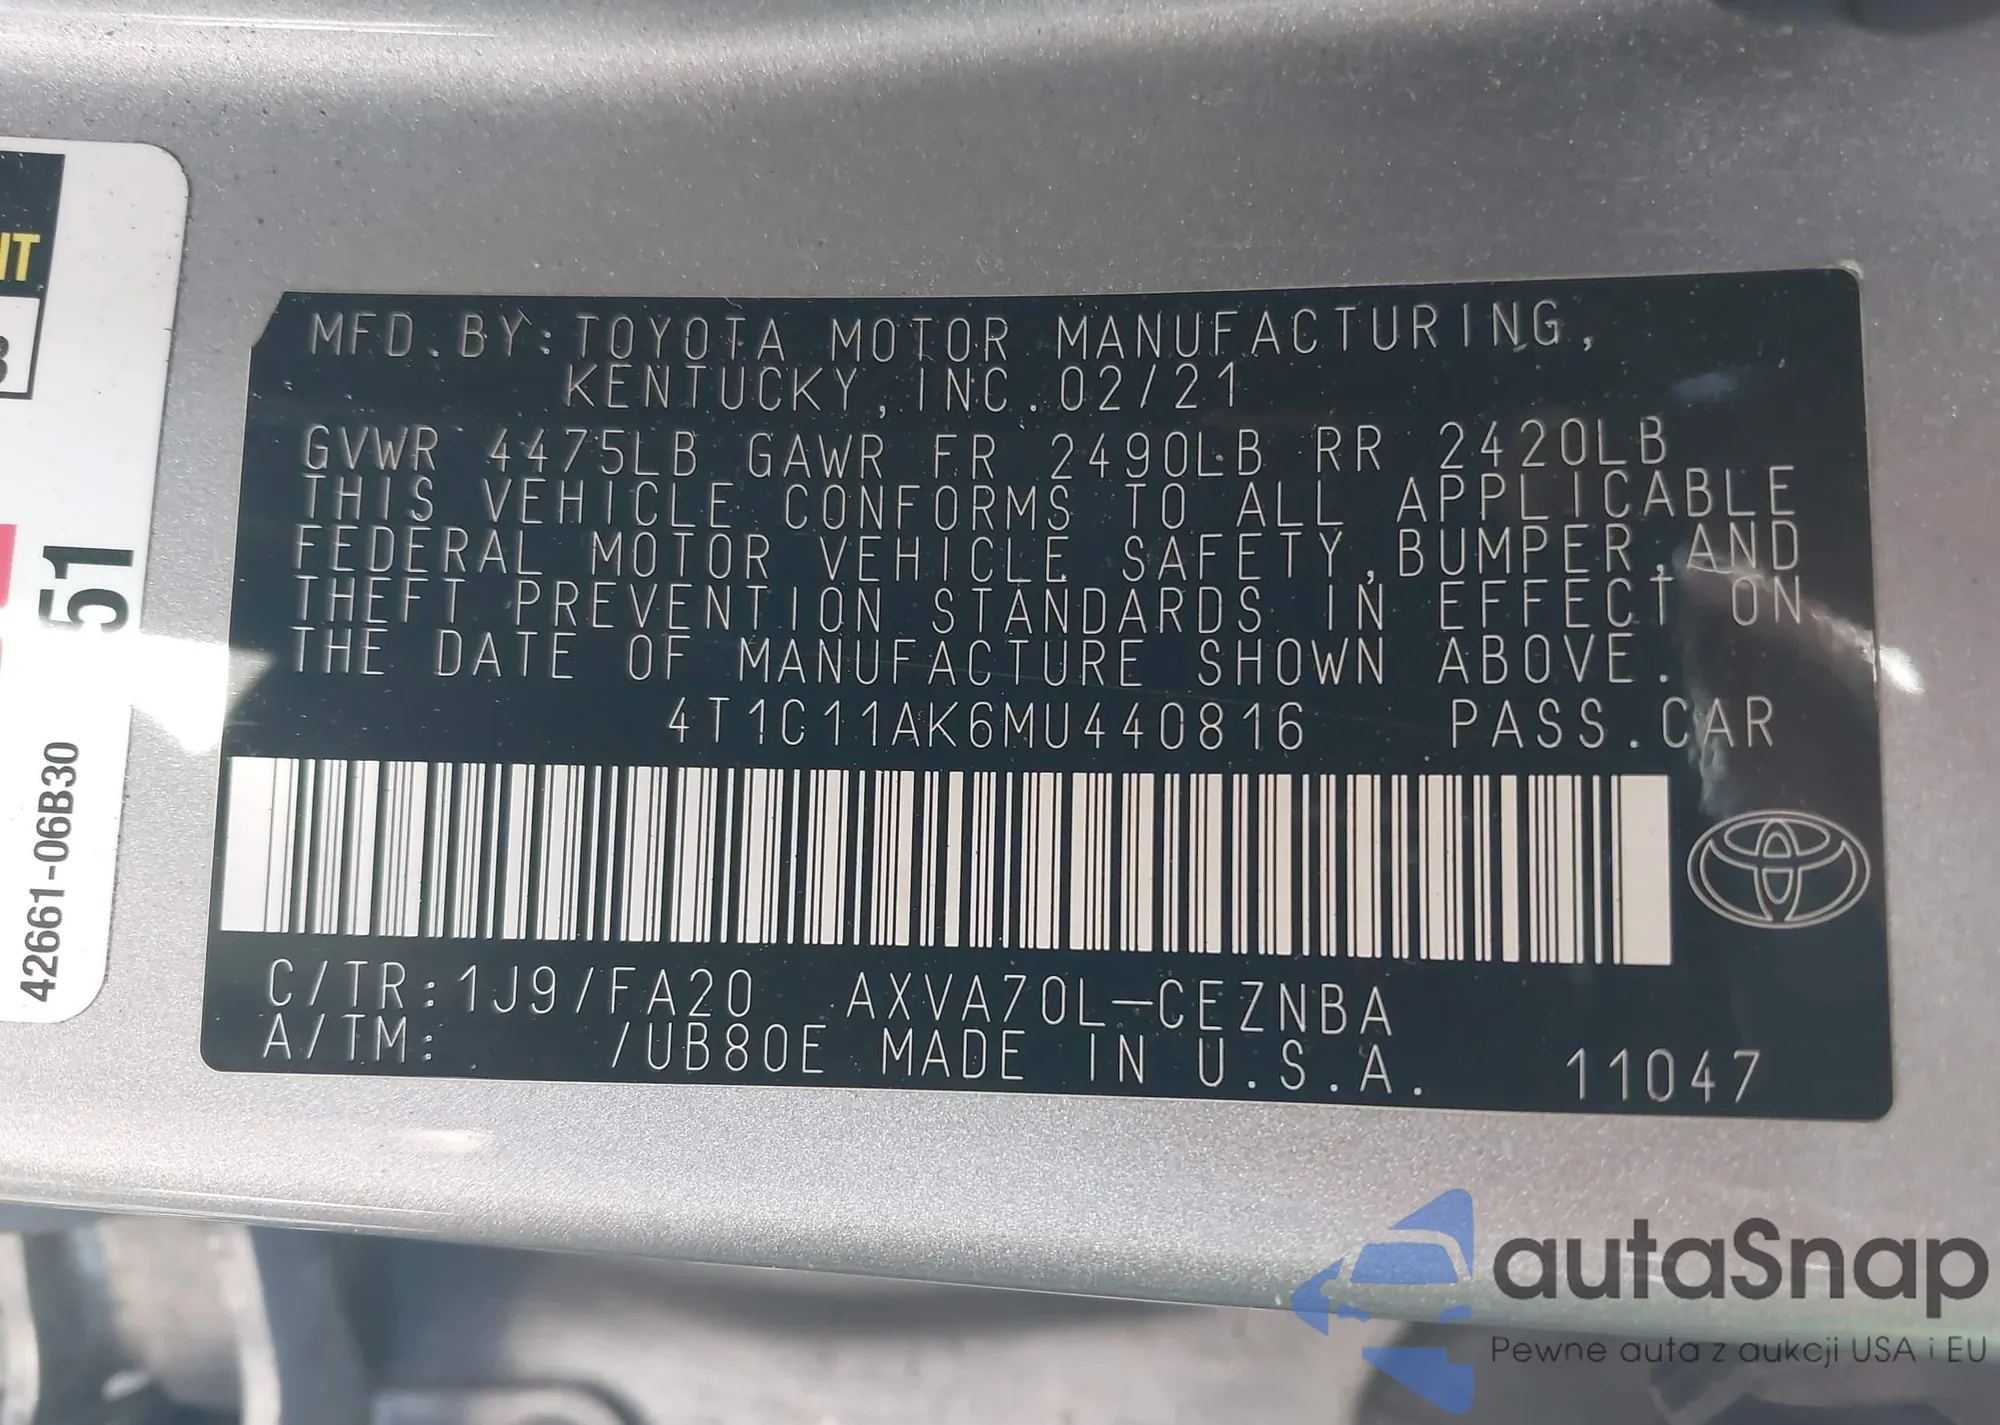 MFD.BY:TOYOTA MOTOR MANUFACTURING,
KENTUCKY,INC.02/21
GVWR 4475LB GAWR FR 2490LB RR 2420LB
THIS VEHICLE CONFORMS TO ALL APPLICABLE
FEDERAL MOTOR VEHICLE SAFETY,BUMPER,AND
THEFT PREVENTION STANDARDS IN EFFECT ON
THE DATE OF MANUFACTURE SHOWN ABOVE.
4T1C11AK6MU440816 PASS.CAR
C/TR:1J9/FA20 AXVA70L-CEZNBA
A/TM: /UB80E MADE IN U.S.A. 11047
51
42661-06B30
autaSnap
Pewne auta z aukcji USA i EU